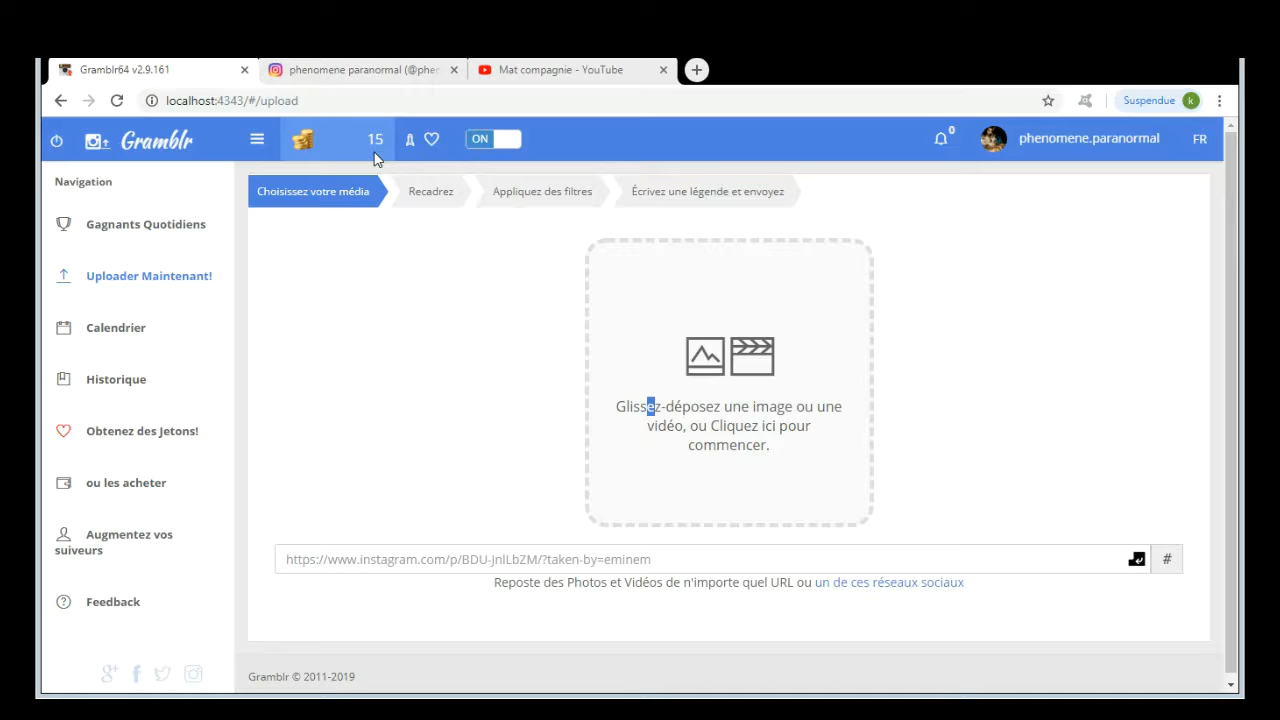 Gramblr64 v2.9.161
phenomene paranormal (@phen
Mat compagnie - YouTube
localhost:4343/#/upload
Suspendue k
Gramblr
15
ON
0
phenomene.paranormal
FR
Navigation
Gagnants Quotidiens
Uploader Maintenant!
Calendrier
Historique
Obtenez des Jetons!
ou les acheter
Augmentez vos
suiveurs
Feedback
Choisissez votre média
Recadrez
Appliquez des filtres
Écrivez une légende et envoyez
Glissez-déposez une image ou une
vidéo, ou Cliquez ici pour
commencer.
https://www.instagram.com/p/BDU-JnlLbZM/?taken-by=eminem
#
Reposte des Photos et Vidéos de n'importe quel URL ou un de ces réseaux sociaux
Gramblr © 2011-2019